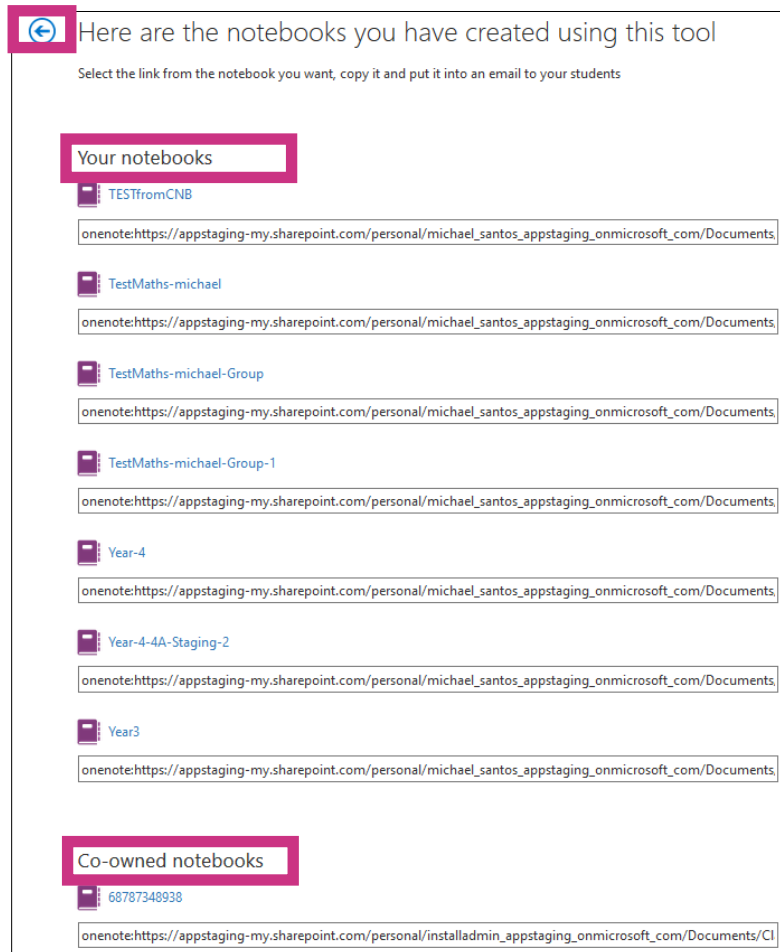 Here are the notebooks you have created using this tool
Select the link from the notebook you want, copy it and put it into an email to your students
Your notebooks
TESTfromCNB
onenote:https://appstaging-my.sharepoint.com/personal/michael_santos_appstaging_onmicrosoft_com/Documents,
TestMaths-michael
onenote:https://appstaging-my.sharepoint.com/personal/michael_santos_appstaging_onmicrosoft_com/Documents,
TestMaths-michael-Group
onenote:https://appstaging-my.sharepoint.com/personal/michael_santos_appstaging_onmicrosoft_com/Documents,
TestMaths-michael-Group-1
onenote:https://appstaging-my.sharepoint.com/personal/michael_santos_appstaging_onmicrosoft_com/Documents,
Year-4
onenote:https://appstaging-my.sharepoint.com/personal/michael_santos_appstaging_onmicrosoft_com/Documents,
Year-4-4A-Staging-2
onenote:https://appstaging-my.sharepoint.com/personal/michael_santos_appstaging_onmicrosoft_com/Documents,
Year3
onenote:https://appstaging-my.sharepoint.com/personal/michael_santos_appstaging_onmicrosoft_com/Documents,
Co-owned notebooks
68787348938
onenote:https://appstaging-my.sharepoint.com/personal/installadmin_appstaging_onmicrosoft_com/Documents/Cl